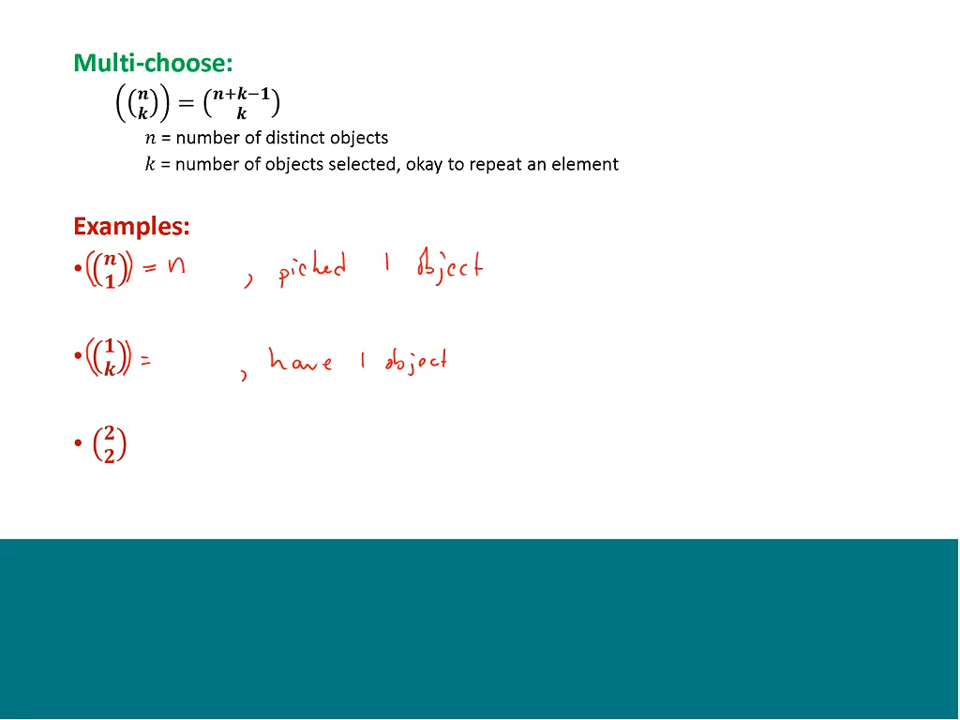 Multi-choose:
((n k)) = (n+k−1 k)
n = number of distinct objects
k = number of objects selected, okay to repeat an element
Examples:
• ((n 1)) = n , picked 1 object
• ((1 k)) = , have 1 object
• (2 2)